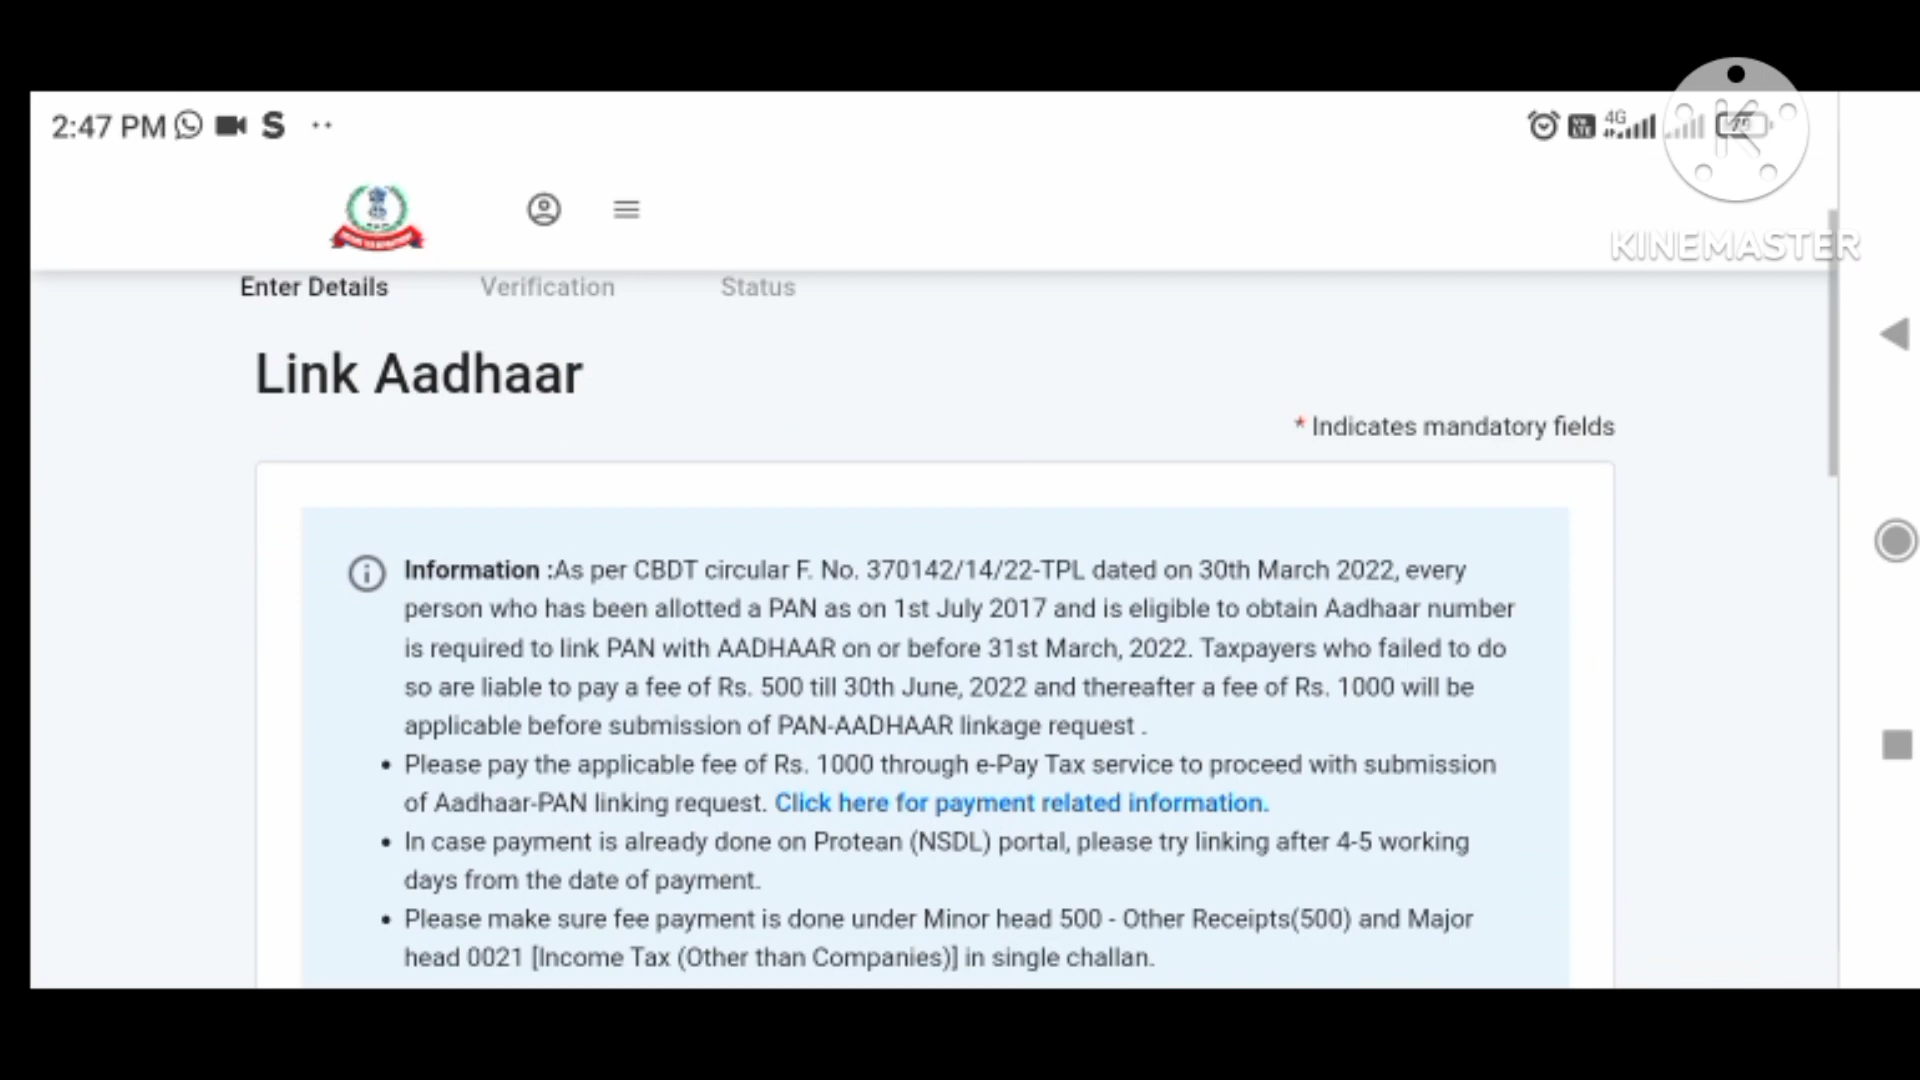 2:47 PM S
4G
KINEMASTER
Enter Details Verification Status
Link Aadhaar
* Indicates mandatory fields
Information :As per CBDT circular F. No. 370142/14/22-TPL dated on 30th March 2022, every
person who has been allotted a PAN as on 1st July 2017 and is eligible to obtain Aadhaar number
is required to link PAN with AADHAAR on or before 31st March, 2022. Taxpayers who failed to do
so are liable to pay a fee of Rs. 500 till 30th June, 2022 and thereafter a fee of Rs. 1000 will be
applicable before submission of PAN-AADHAAR linkage request .
• Please pay the applicable fee of Rs. 1000 through e-Pay Tax service to proceed with submission
of Aadhaar-PAN linking request. Click here for payment related information.
• In case payment is already done on Protean (NSDL) portal, please try linking after 4-5 working
days from the date of payment.
• Please make sure fee payment is done under Minor head 500 - Other Receipts(500) and Major
head 0021 [Income Tax (Other than Companies)] in single challan.